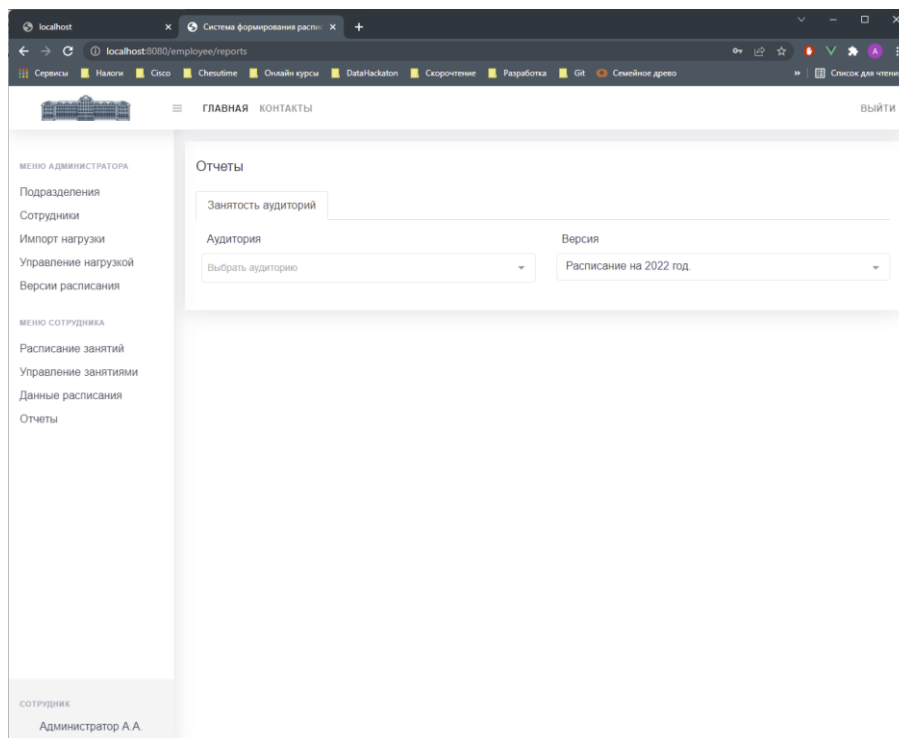 localhost
Система формирования распис
localhost:8080/employee/reports
Сервисы Налоги Cisco Chesutime Онлайн курсы DataHackaton Скорочтение Разработка Git Семейное древо » Список для чтени
ГЛАВНАЯ КОНТАКТЫ ВЫЙТИ
МЕНЮ АДМИНИСТРАТОРА
Подразделения
Сотрудники
Импорт нагрузки
Управление нагрузкой
Версии расписания
МЕНЮ СОТРУДНИКА
Расписание занятий
Управление занятиями
Данные расписания
Отчеты
СОТРУДНИК
Администратор А.А.
Отчеты
Занятость аудиторий
Аудитория Версия
Выбрать аудиторию Расписание на 2022 год.